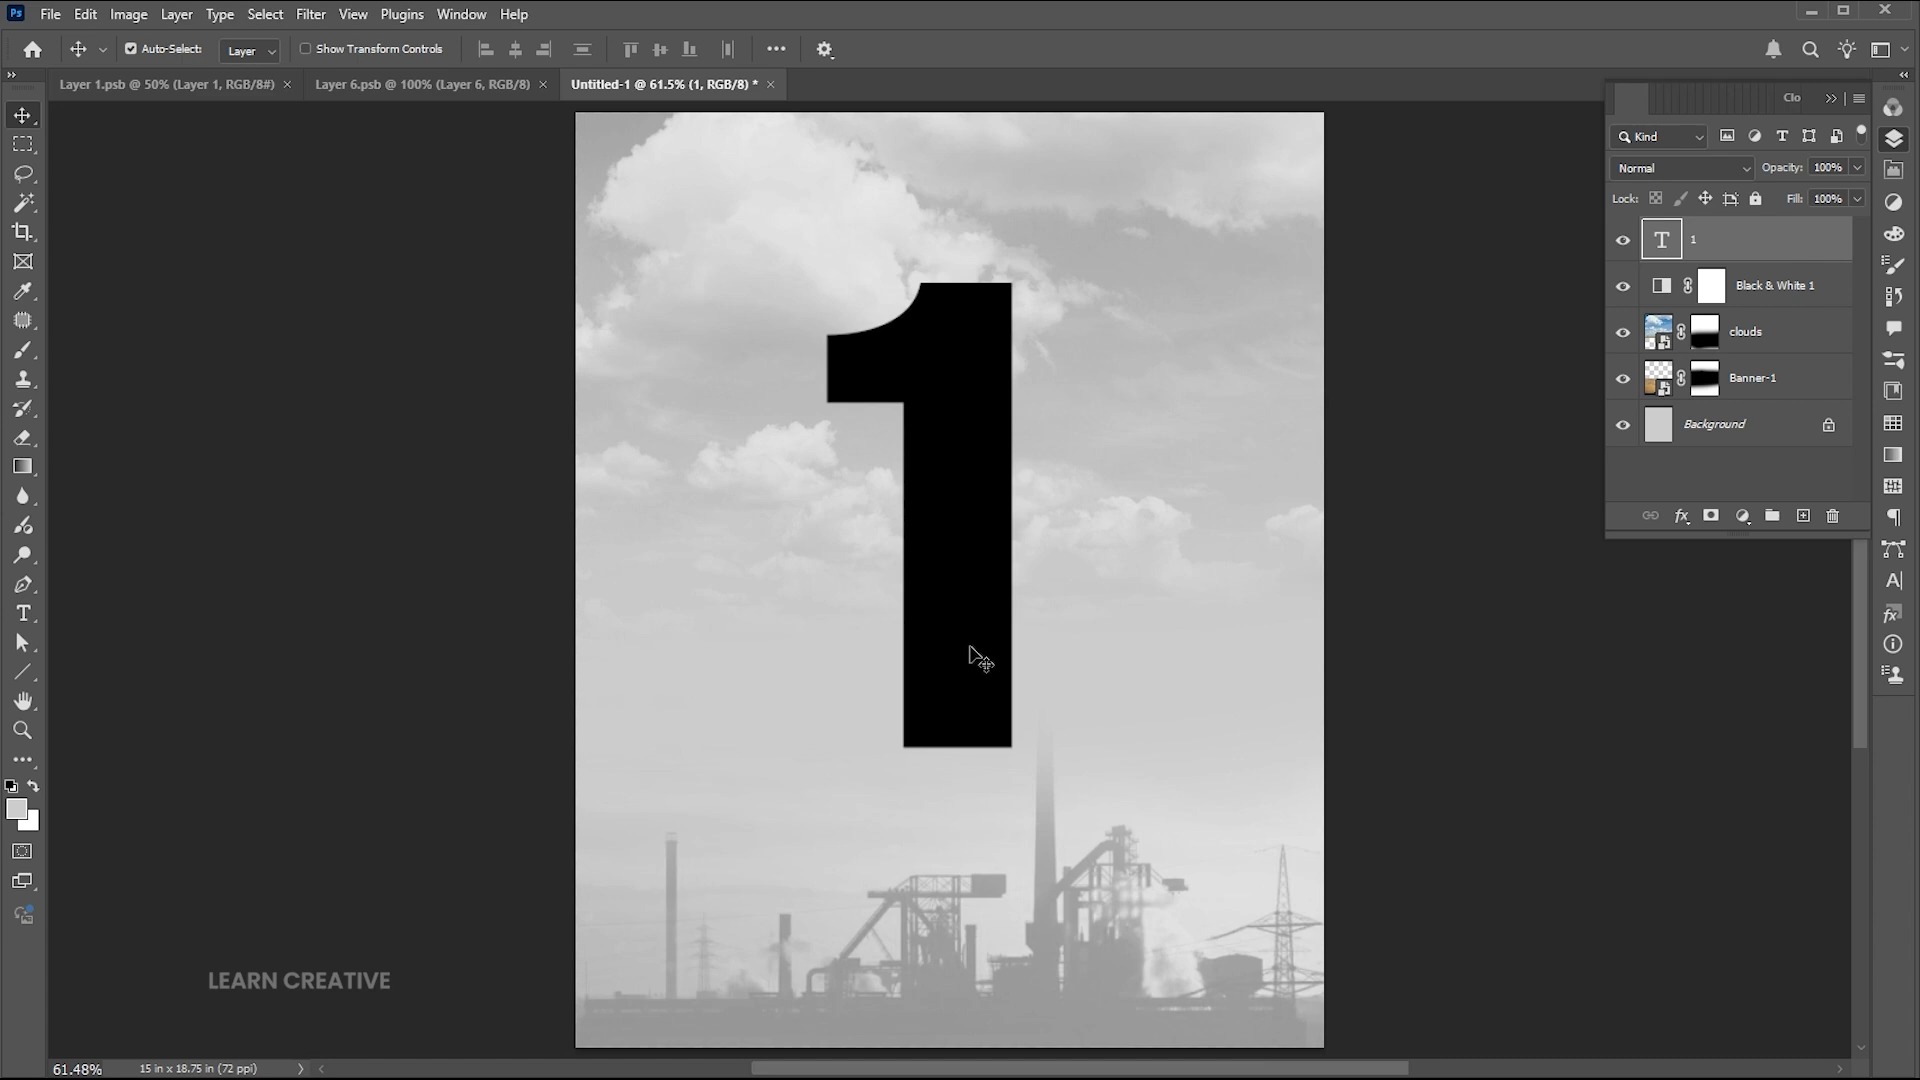 Ps File Edit Image Layer Type Select Filter View Plugins Window Help
Auto-Select: Layer Show Transform Controls
Layer 1.psb @ 50% (Layer 1, RGB/8#) Layer 6.psb @ 100% (Layer 6, RGB/8) Untitled-1 @ 61.5% (1, RGB/8) *
Clo
Kind
Normal Opacity: 100%
Lock: Fill: 100%
T 1
Black & White 1
clouds
Banner-1
Background
fx
1
LEARN CREATIVE
61.48% 15 in x 18.75 in (72 ppi)